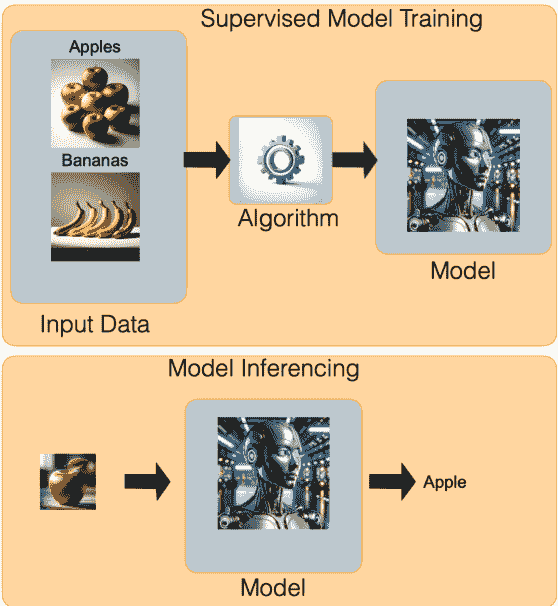 Supervised Model Training
Apples
Bananas
Algorithm
Model
Input Data
Model Inferencing
Apple
Model